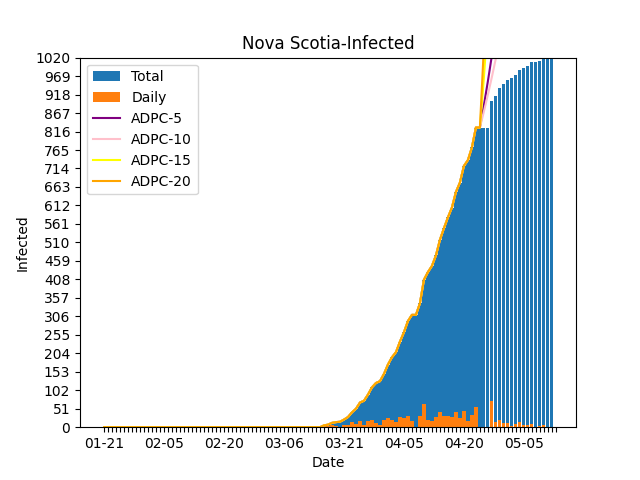 Nova Scotia-Infected
1020
969
918
867
816
765
714
663
612
561
510
459
408
357
306
255
204
153
102
51
0
Infected
Total
Daily
ADPC-5
ADPC-10
ADPC-15
ADPC-20
01-21 02-05 02-20 03-06 03-21 04-05 04-20 05-05
Date